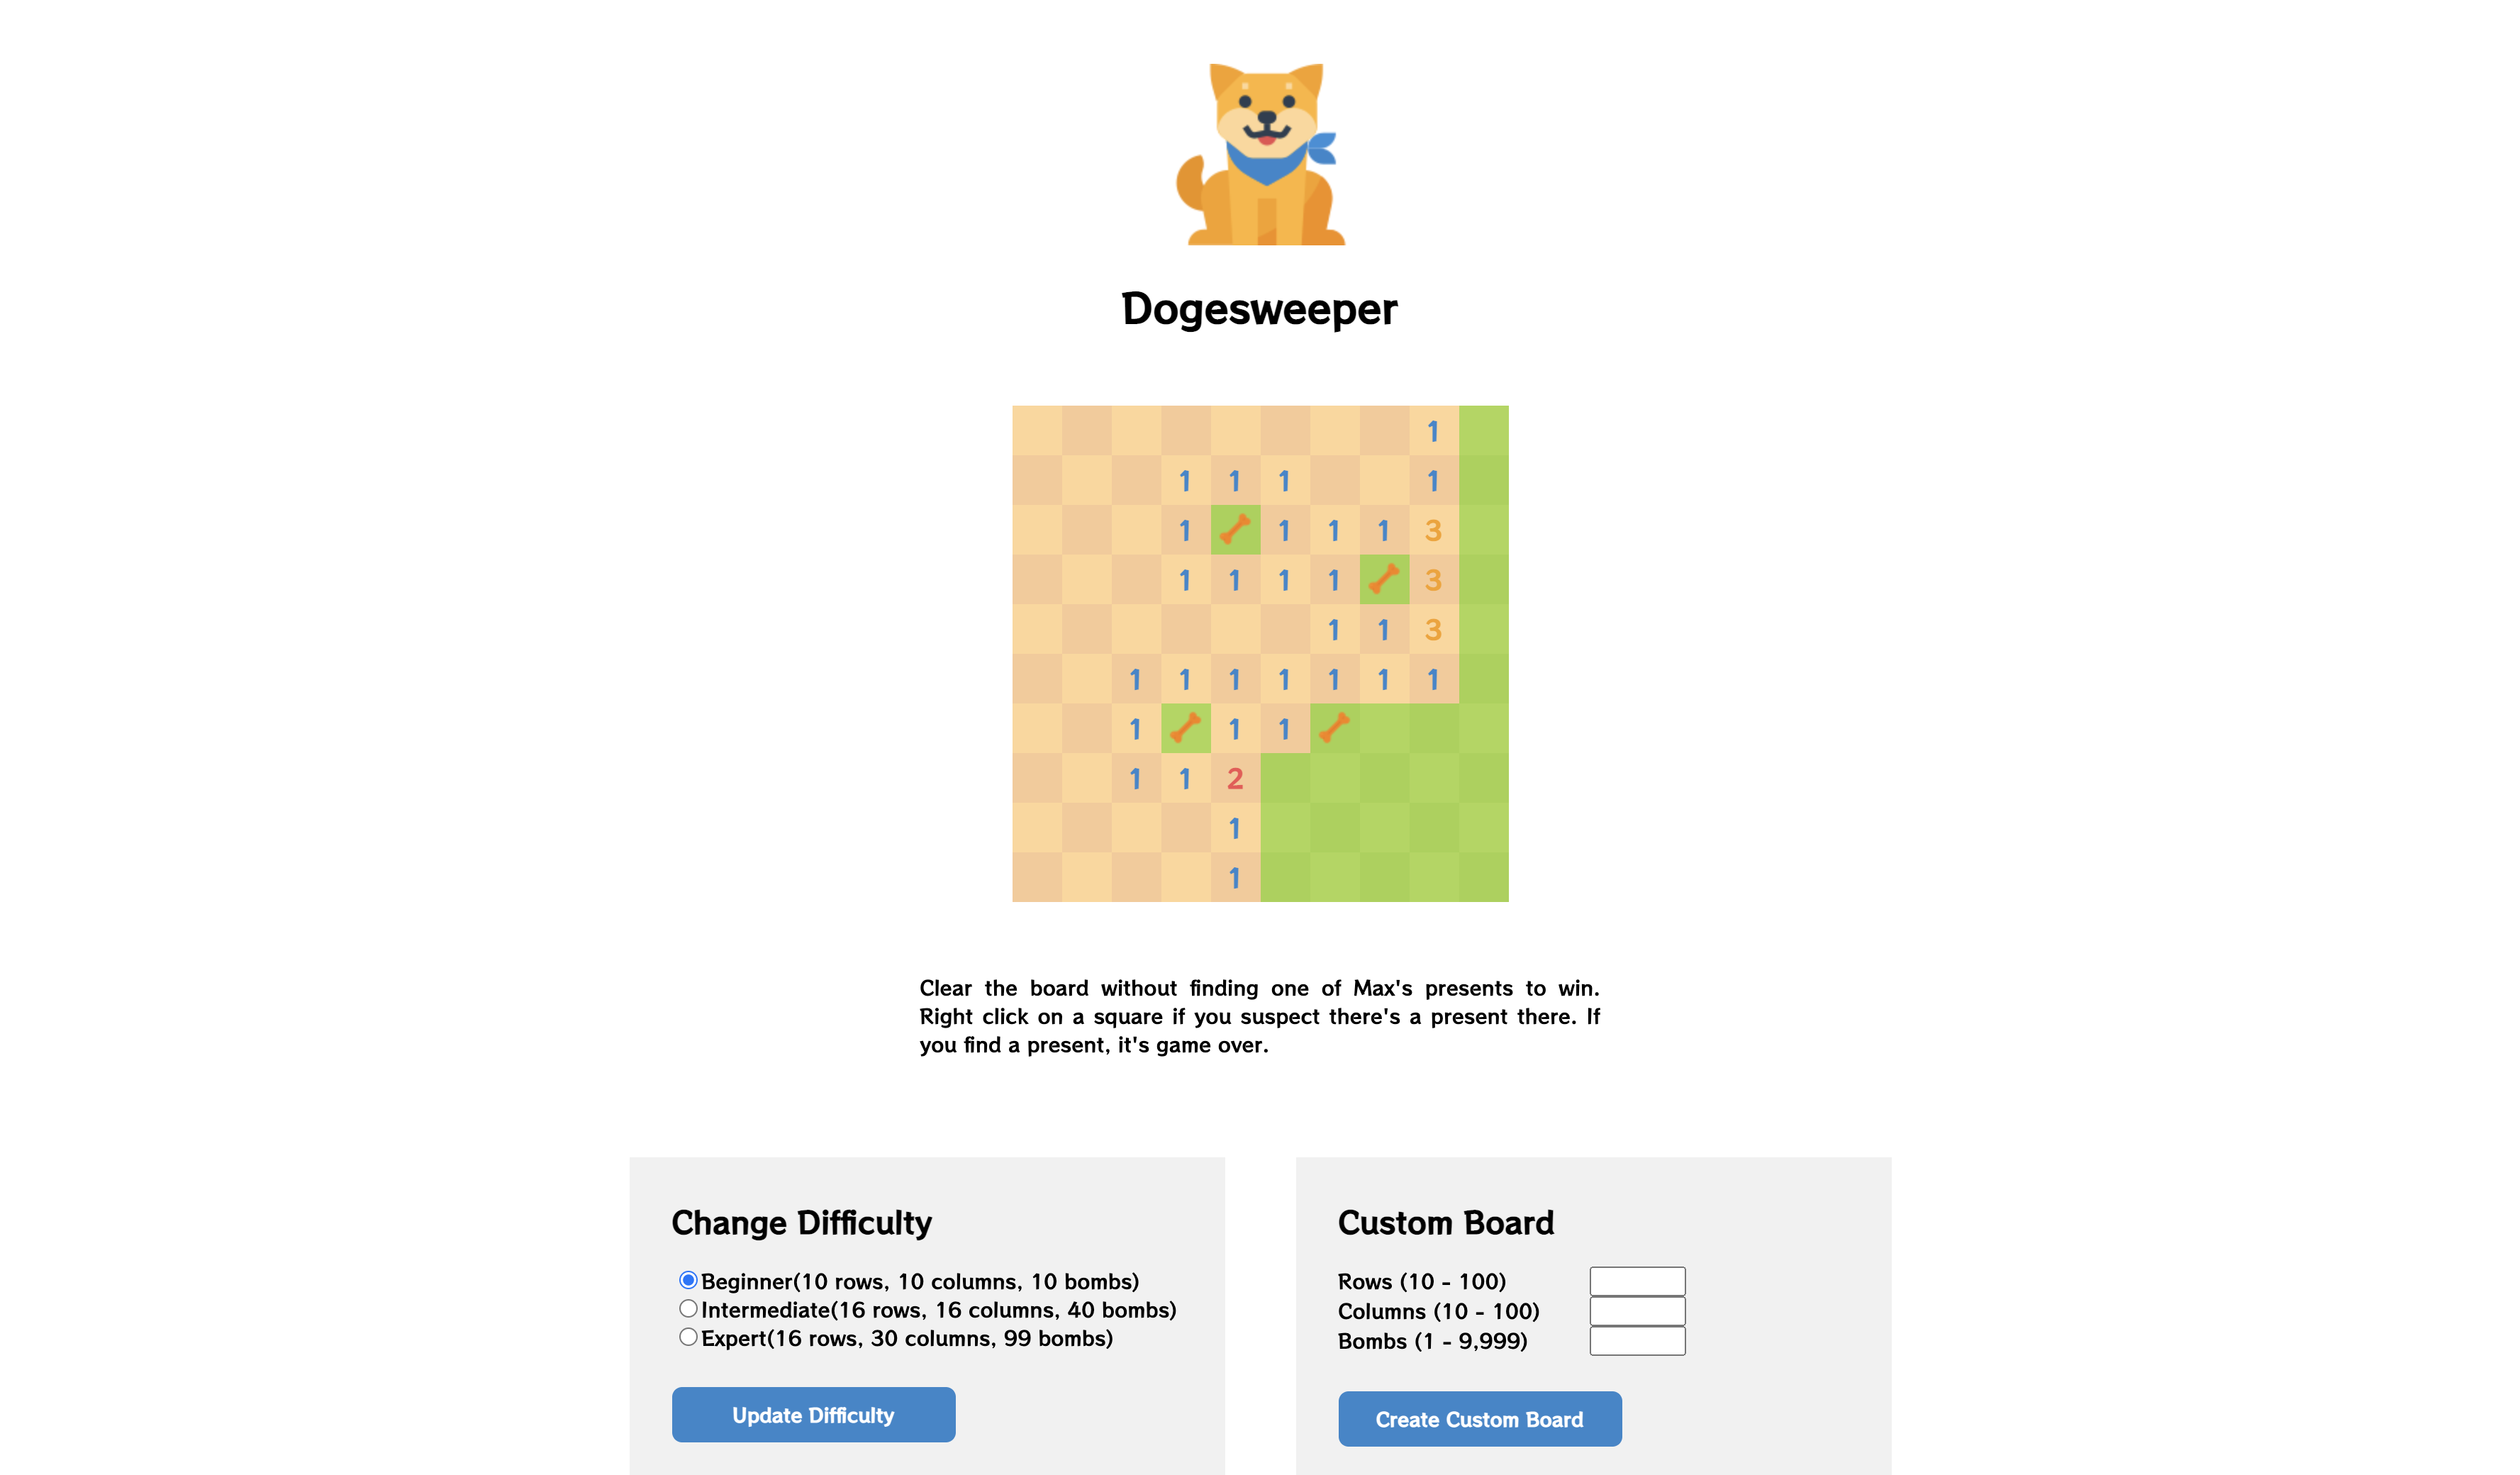 Dogesweeper
1
1 1 1 1
1 1 1 1 3
1 1 1 1 3
1 1 3
1 1 1 1 1 1 1
1 1 1
1 1 2
1
1
Clear the board without finding one of Max's presents to win.
Right click on a square if you suspect there's a present there. If
you find a present, it's game over.
Change Difficulty
Beginner(10 rows, 10 columns, 10 bombs)
Intermediate(16 rows, 16 columns, 40 bombs)
Expert(16 rows, 30 columns, 99 bombs)
Update Difficulty
Custom Board
Rows (10 - 100)
Columns (10 - 100)
Bombs (1 - 9,999)
Create Custom Board